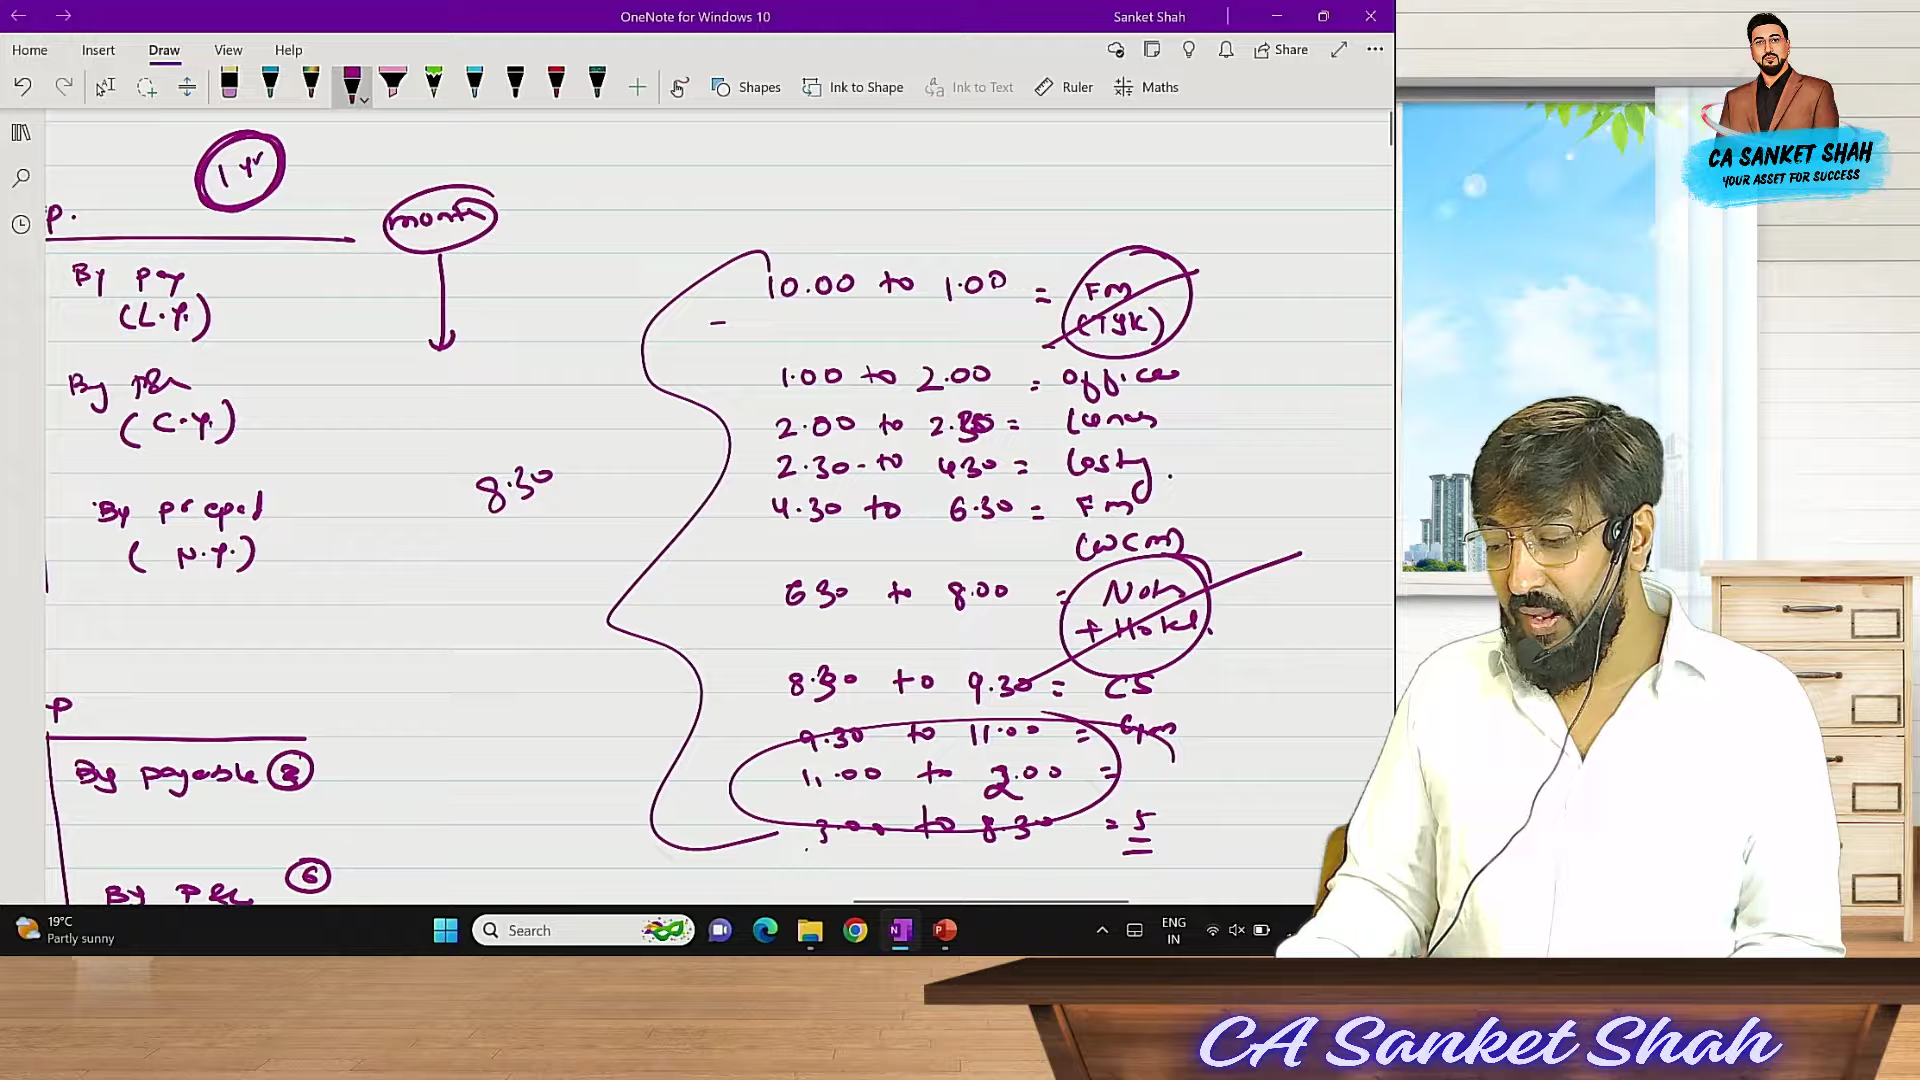 OneNote for Windows 10
Sanket Shah
Home Insert Draw View Help
Share
Shapes Ink to Shape Ink to Text Ruler Maths
1 yr
month
P.
By pay
(L.Y.)
By P&L
(C.Y.)
8.30
By prepaid
(N.Y.)
P
By payable 2
By P&L 6
10.00 to 1.00 = FM
(TYK)
1.00 to 2.00 = Office
2.00 to 2.30 =
2.30 - to 4.30 = Costg.
4.30 to 6.30 = FM
(WCM)
6.30 to 8.00 =
+ Hotel.
8.30 to 9.30 = CS
9.30 to 11.00 = Gym
11.00 to 3.00 =
3.00 to 8.30 = 5
CA SANKET SHAH
YOUR ASSET FOR SUCCESS
19°C
Partly sunny
Search
ENG
IN
CA Sanket Shah